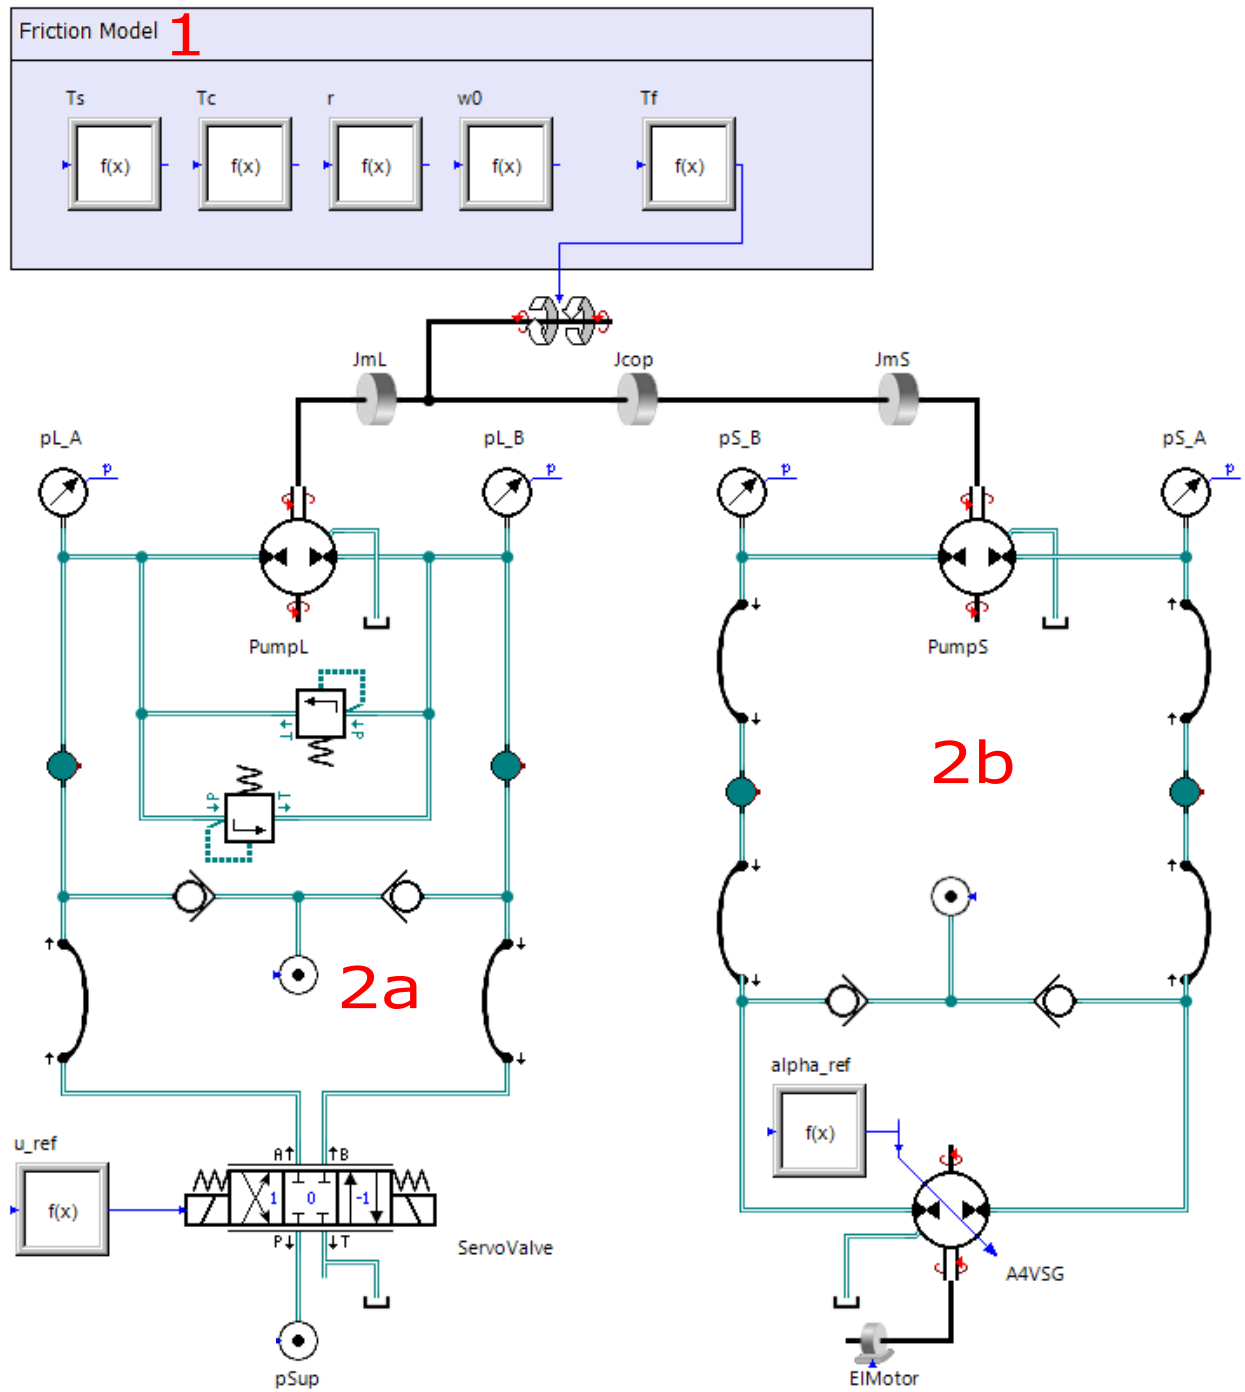 Friction Model 1
Ts Tc r w0 Tf
f(x) f(x) f(x) f(x) f(x)
JmL Jcop JmS
pL_A pL_B pS_B pS_A
p p p p
PumpL PumpS
T P
P T
2b
2a
alpha_ref
f(x)
u_ref
f(x)
A B
1 0 -1
P T
ServoValve
A4VSG
pSup
ElMotor